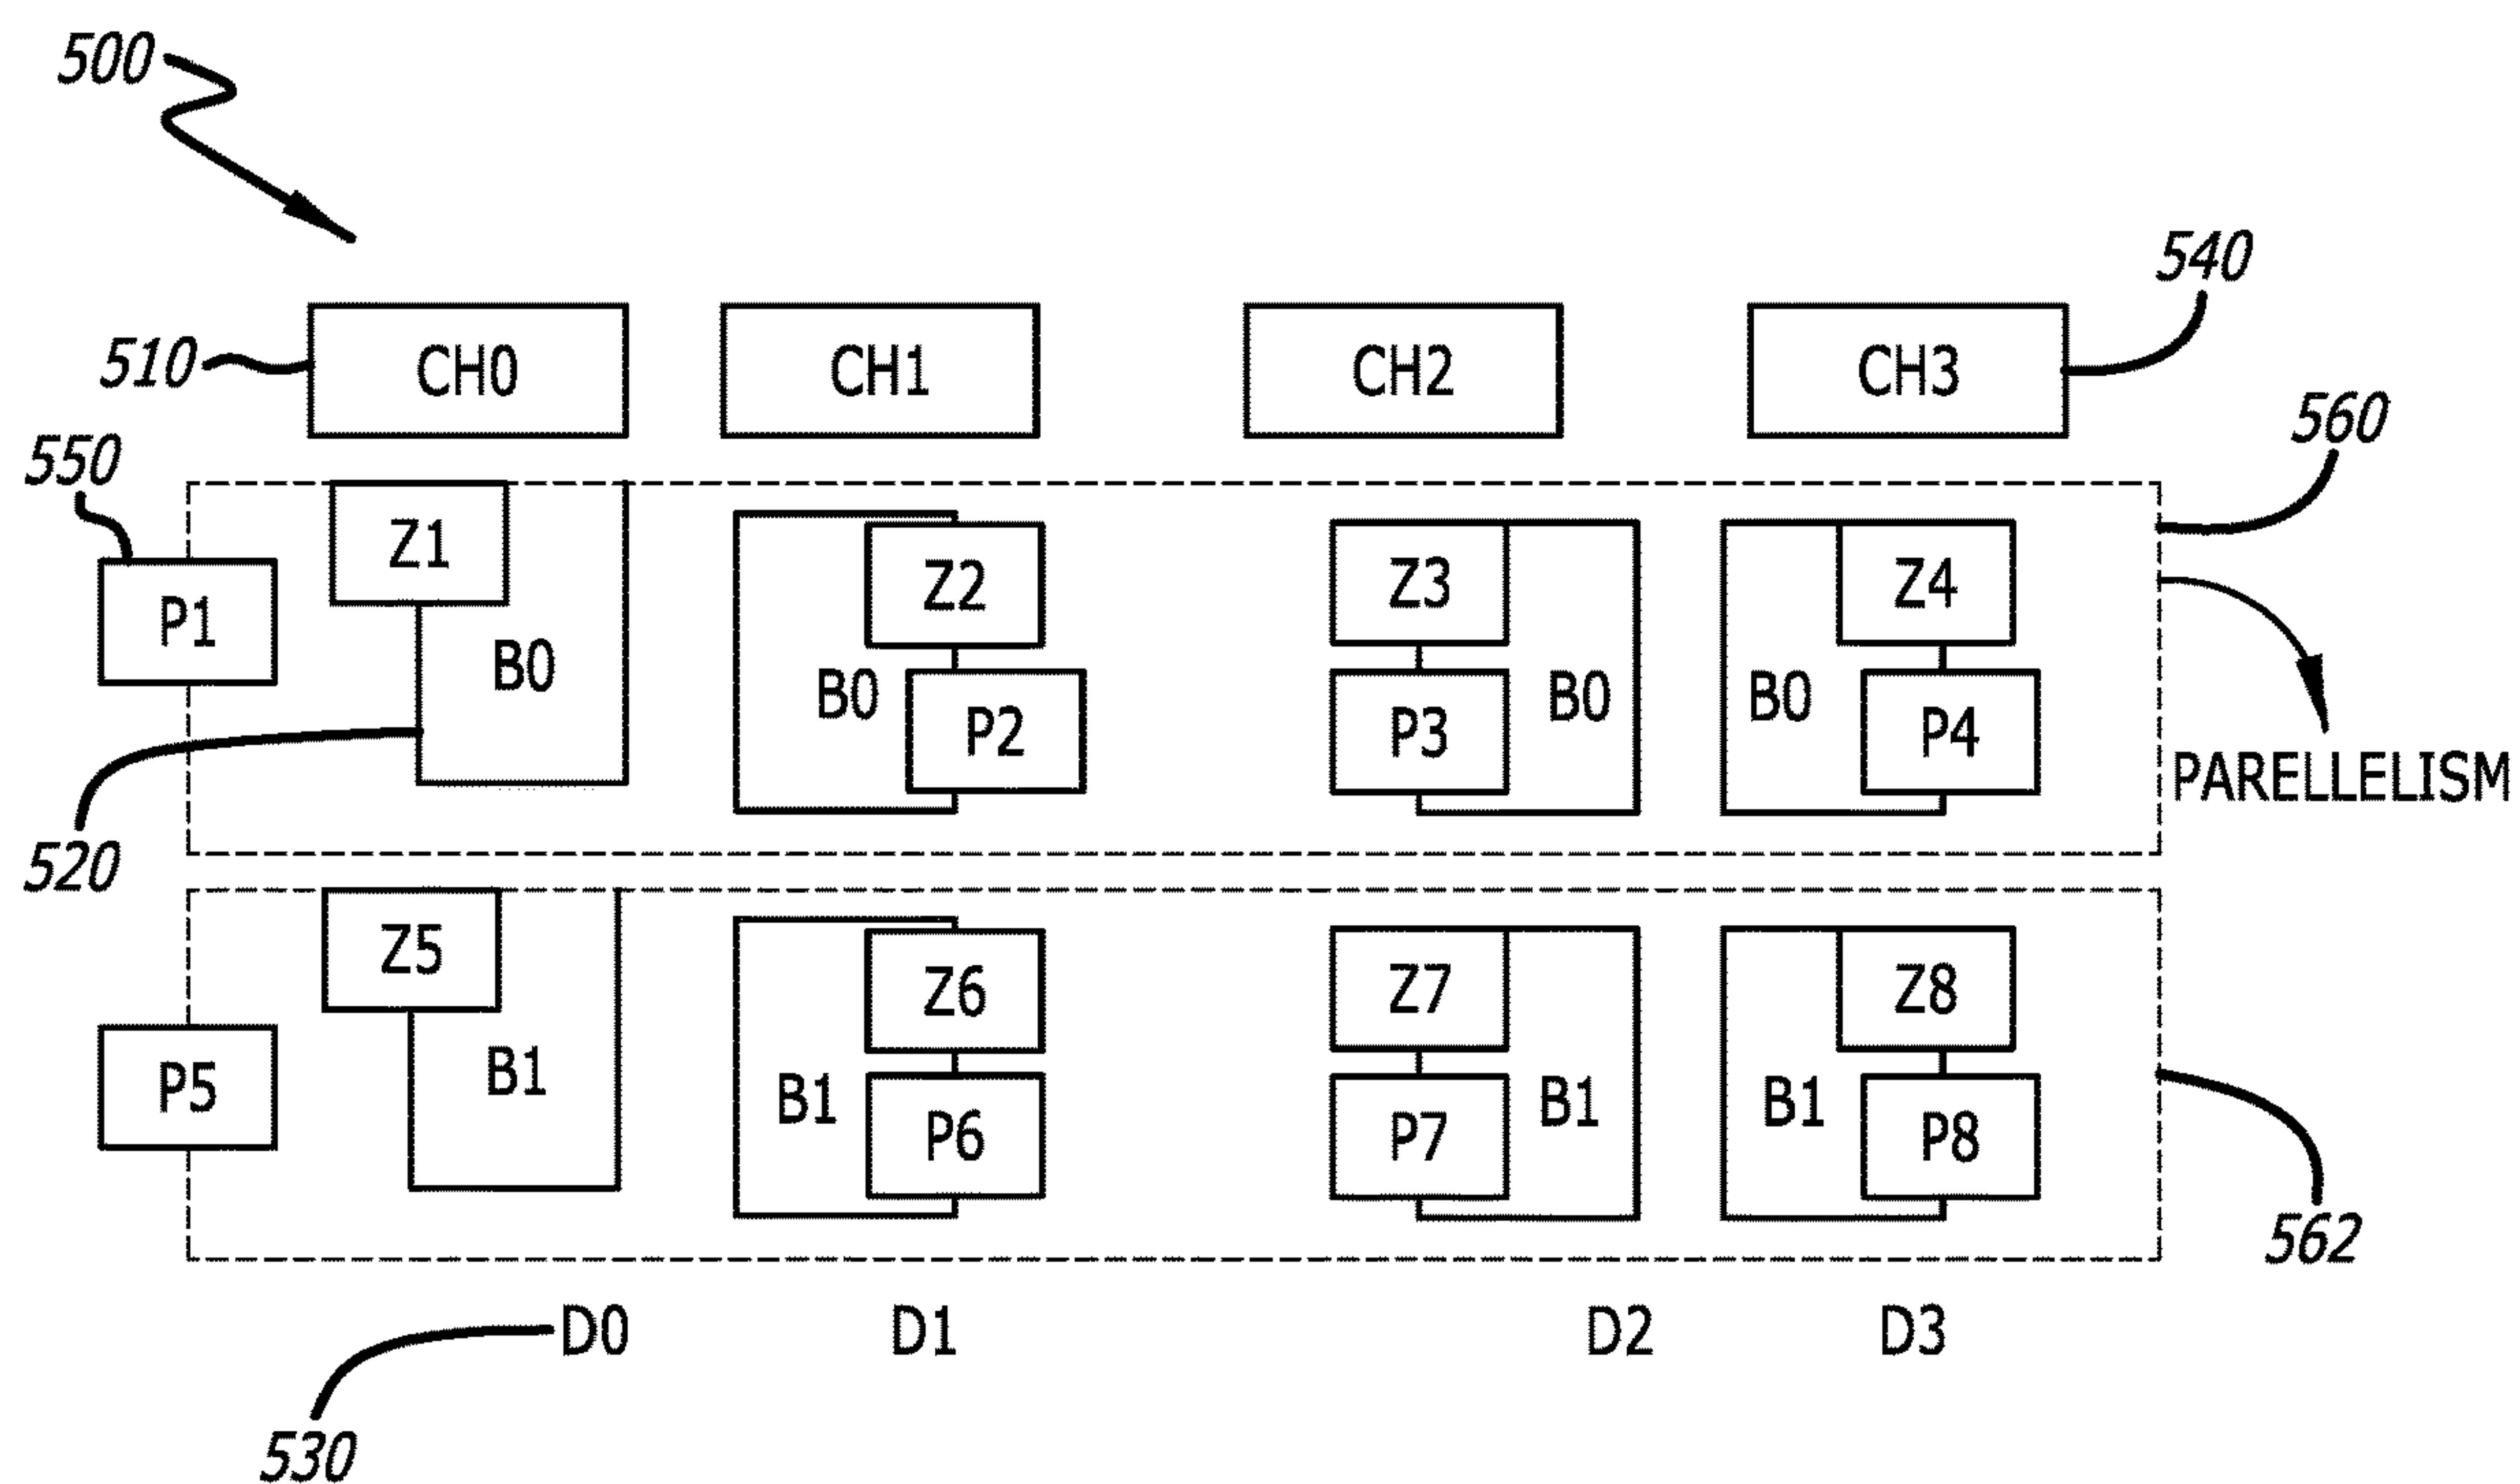 500
540
510 CH0 CH1 CH2 CH3
560
550
Z1 Z2 Z3 Z4
P1
B0 B0 P2 P3 B0 B0 P4
PARELLELISM
520
Z5 Z6 Z7 Z8
P5 B1 B1 P6 P7 B1 B1 P8
562
D0 D1 D2 D3
530